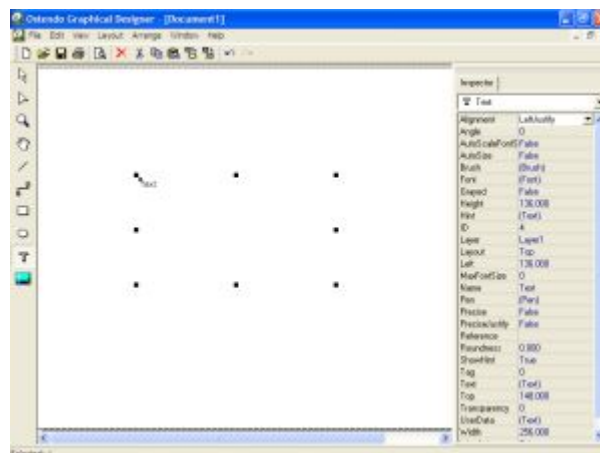 Ostendo Graphical Designer - [Document1]
File Edit View Layout Arrange Window Help
Inspector
Text
Text
Alignment LeftJustify
Angle 0
AutoScaleFontS False
AutoSize False
Brush (Brush)
Font (Font)
Height 136.000
Hint (Text)
ID 4
Layer Layer1
Layout Top
Left 136.000
MaxFontSize 0
Name Text
Pen (Pen)
Precise False
PreciseJustify False
Reference
Roundness 0.000
ShowHint True
Tag 0
Text (Text)
Top 148.000
Transparency 0
UserData (Text)
Width 256.000